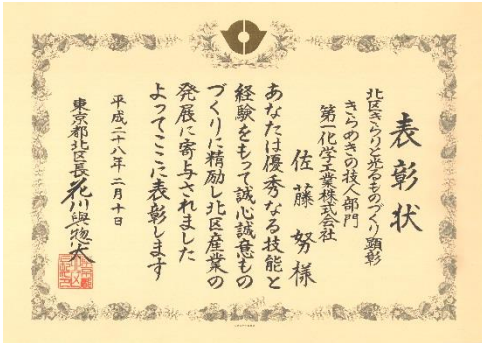 表彰状
北区きらりと光るものづくり顕彰
きらめきの技人部門
第一化学工業株式会社
佐藤努様
あなたは優秀なる技能と
経験をもって誠心誠意もの
づくりに精励し北区産業の
発展に寄与されました
よってここに表彰します
平成二十八年二月十日
東京都北区長 花川與惣太